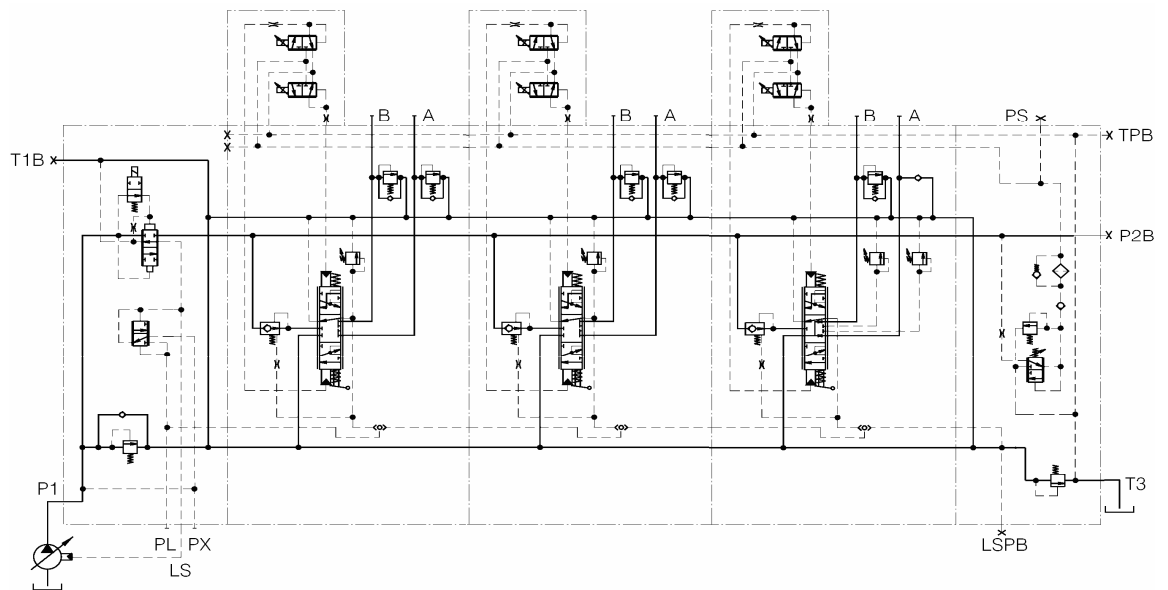 B A B A B A PS TPB
T1B
P2B
P1 T3
PL PX LSPB
LS